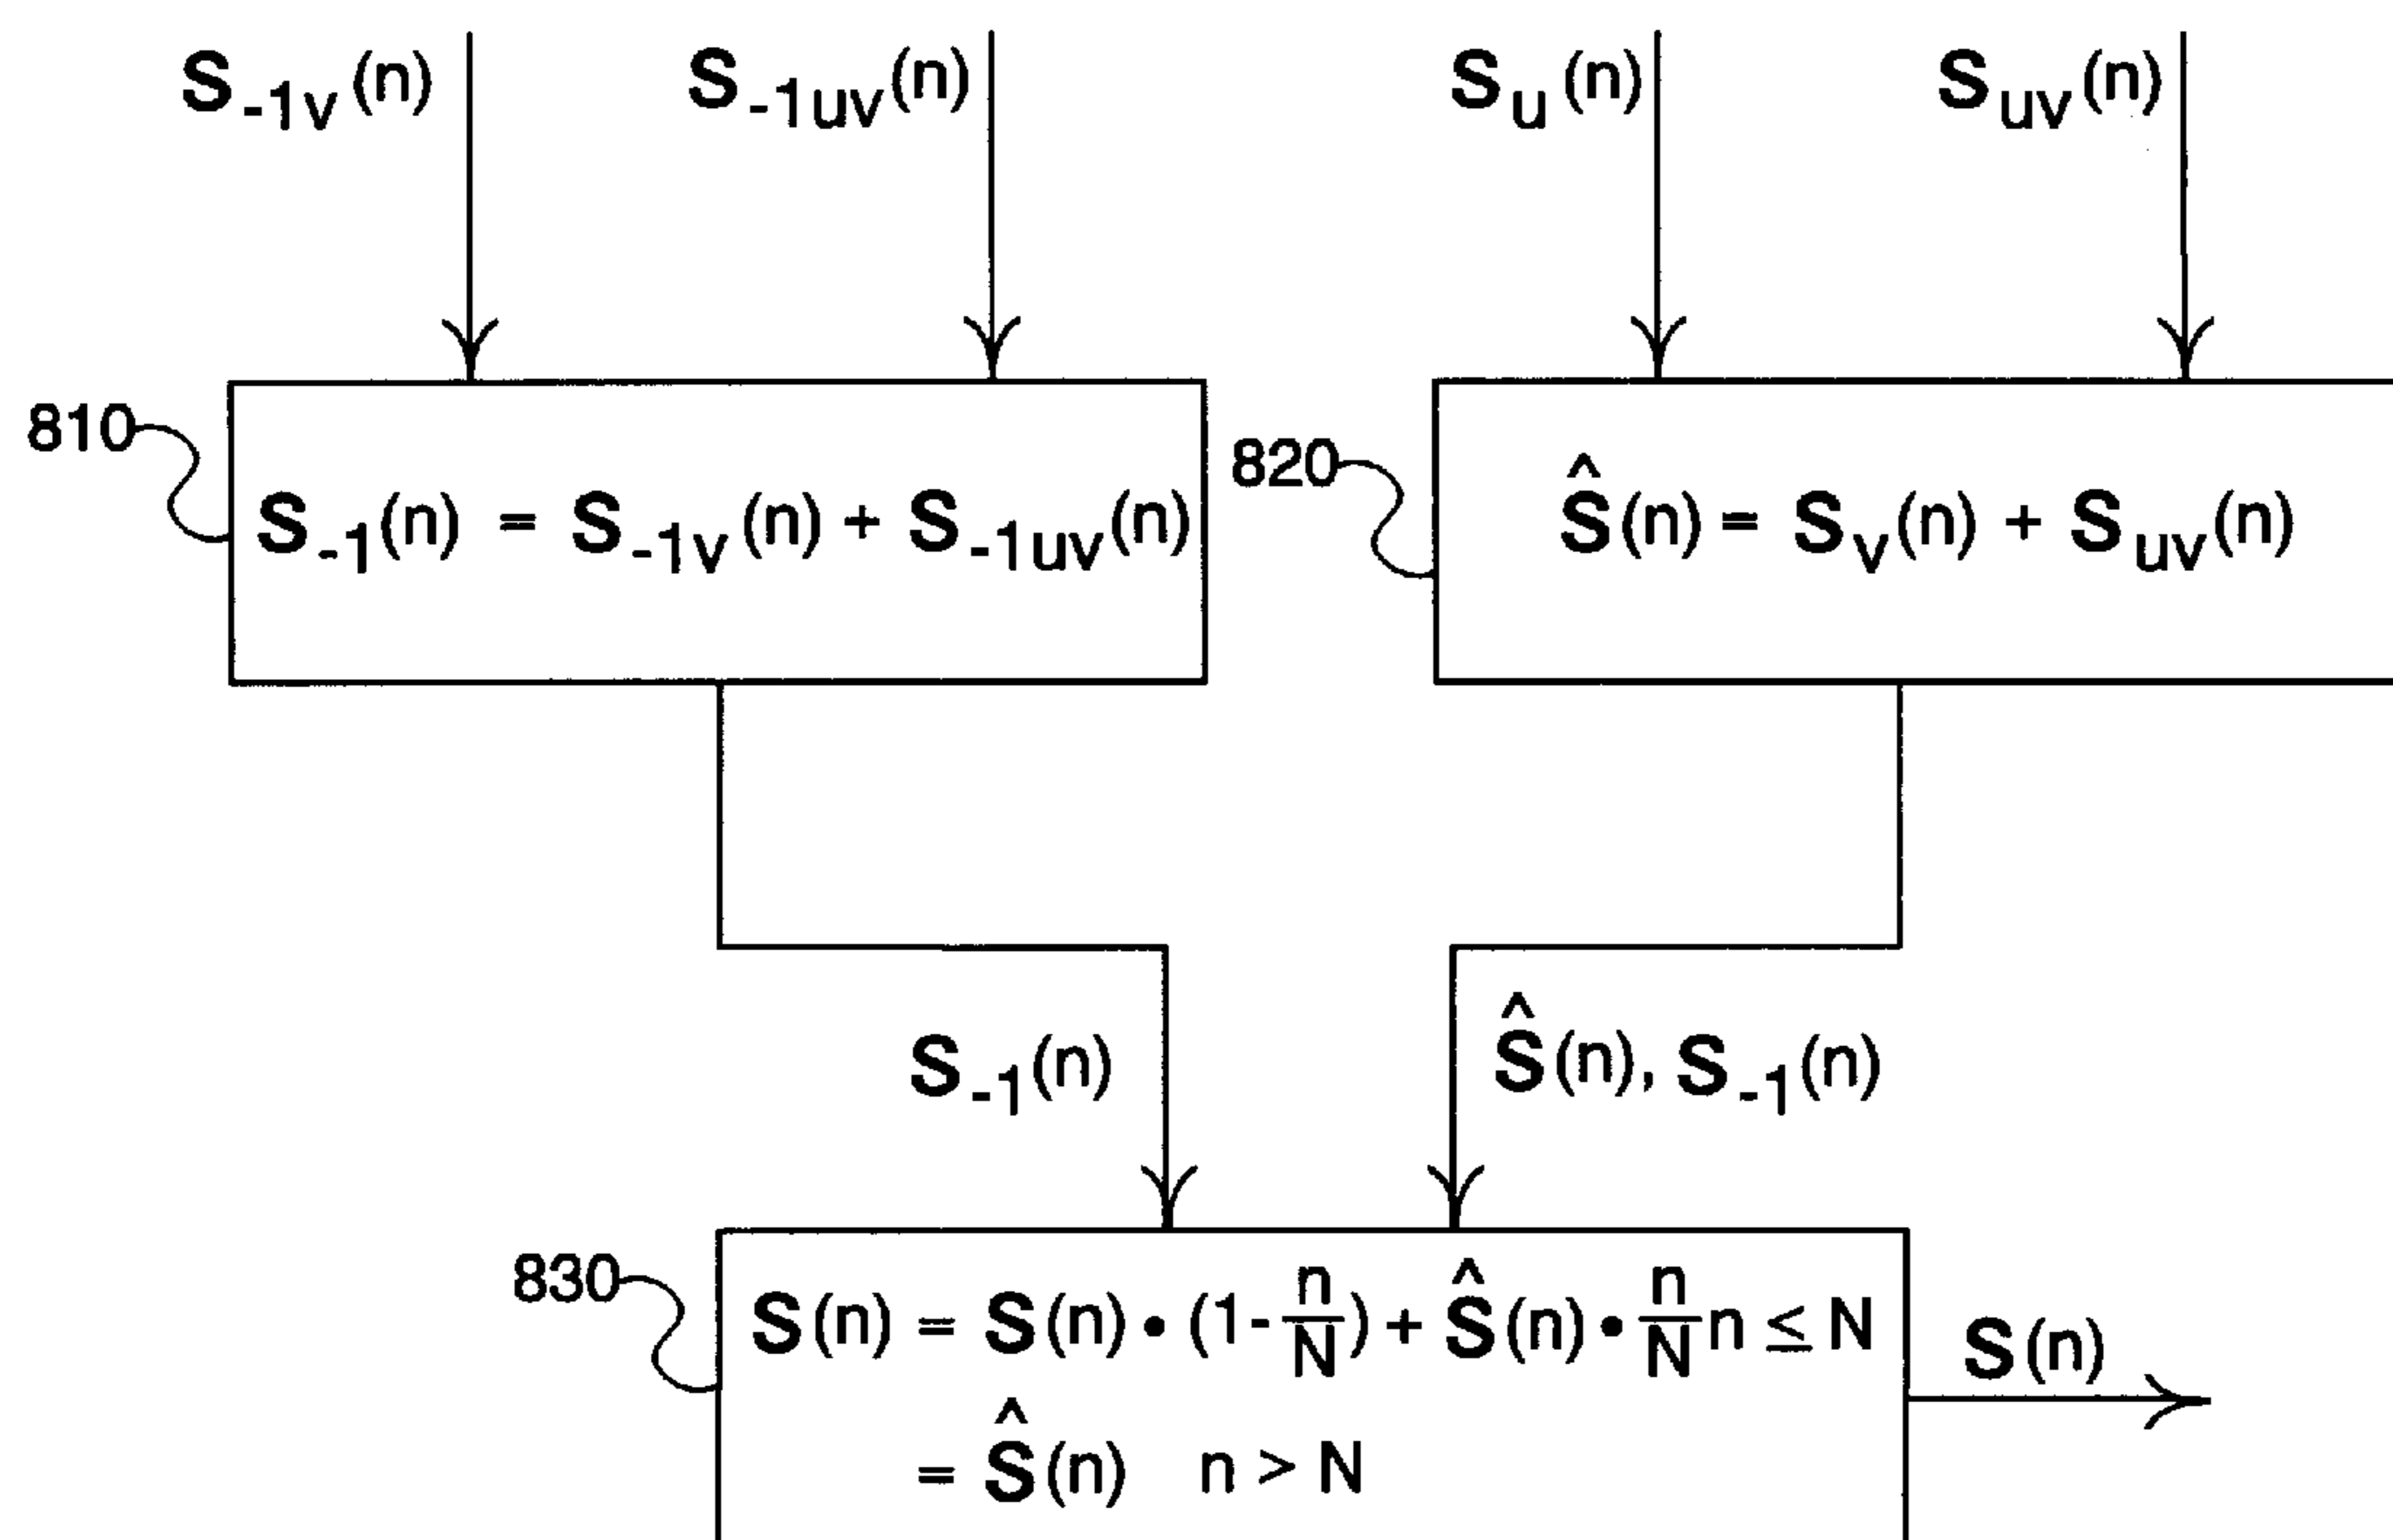 S-1v(n) S-1uv(n) Su(n) Suv(n)
810
S-1(n) = S-1v(n) + S-1uv(n)
820
Ŝ(n) = Sv(n) + Suv(n)
S-1(n)
Ŝ(n), S-1(n)
830
S(n) = S(n) • (1-n/N) + Ŝ(n) • n/N n ≤ N
= Ŝ(n) n > N
S(n)